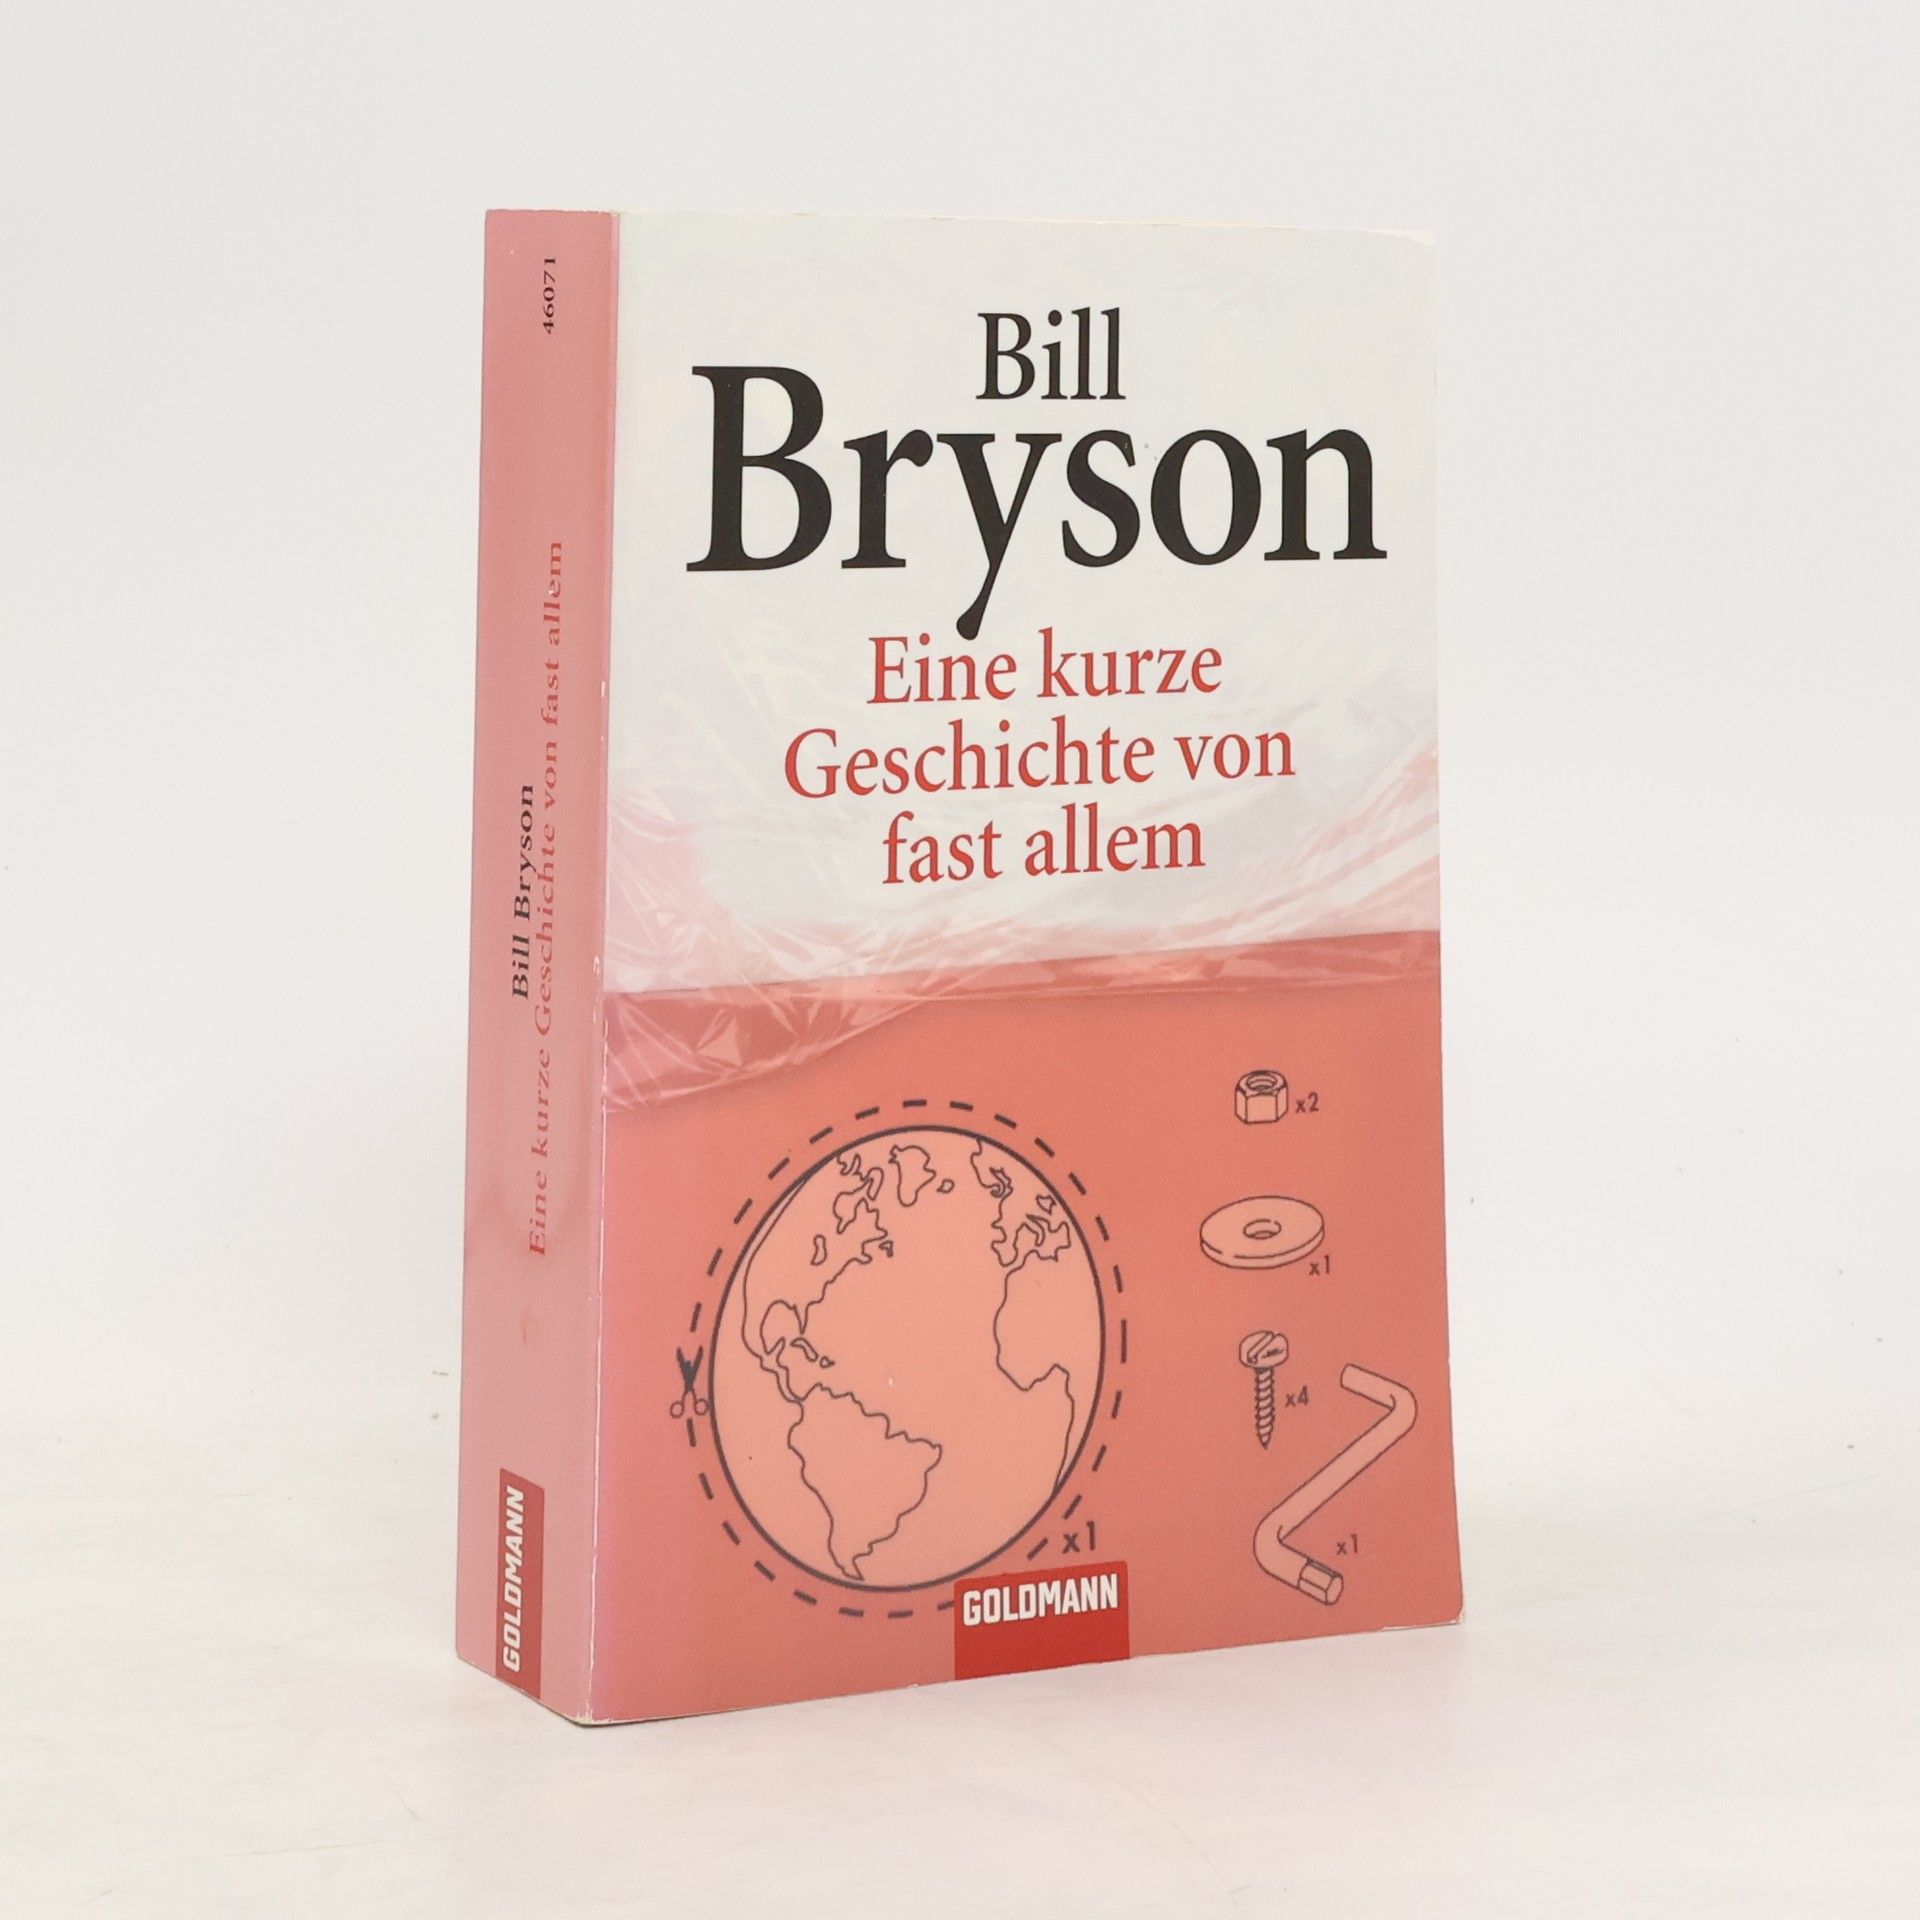 46071
Bill Bryson
Eine kurze Geschichte von fast allem
GOLDMANN
Bill
Bryson
Eine kurze
Geschichte von
fast allem
x2
x1
x4
x1
x1
GOLDMANN